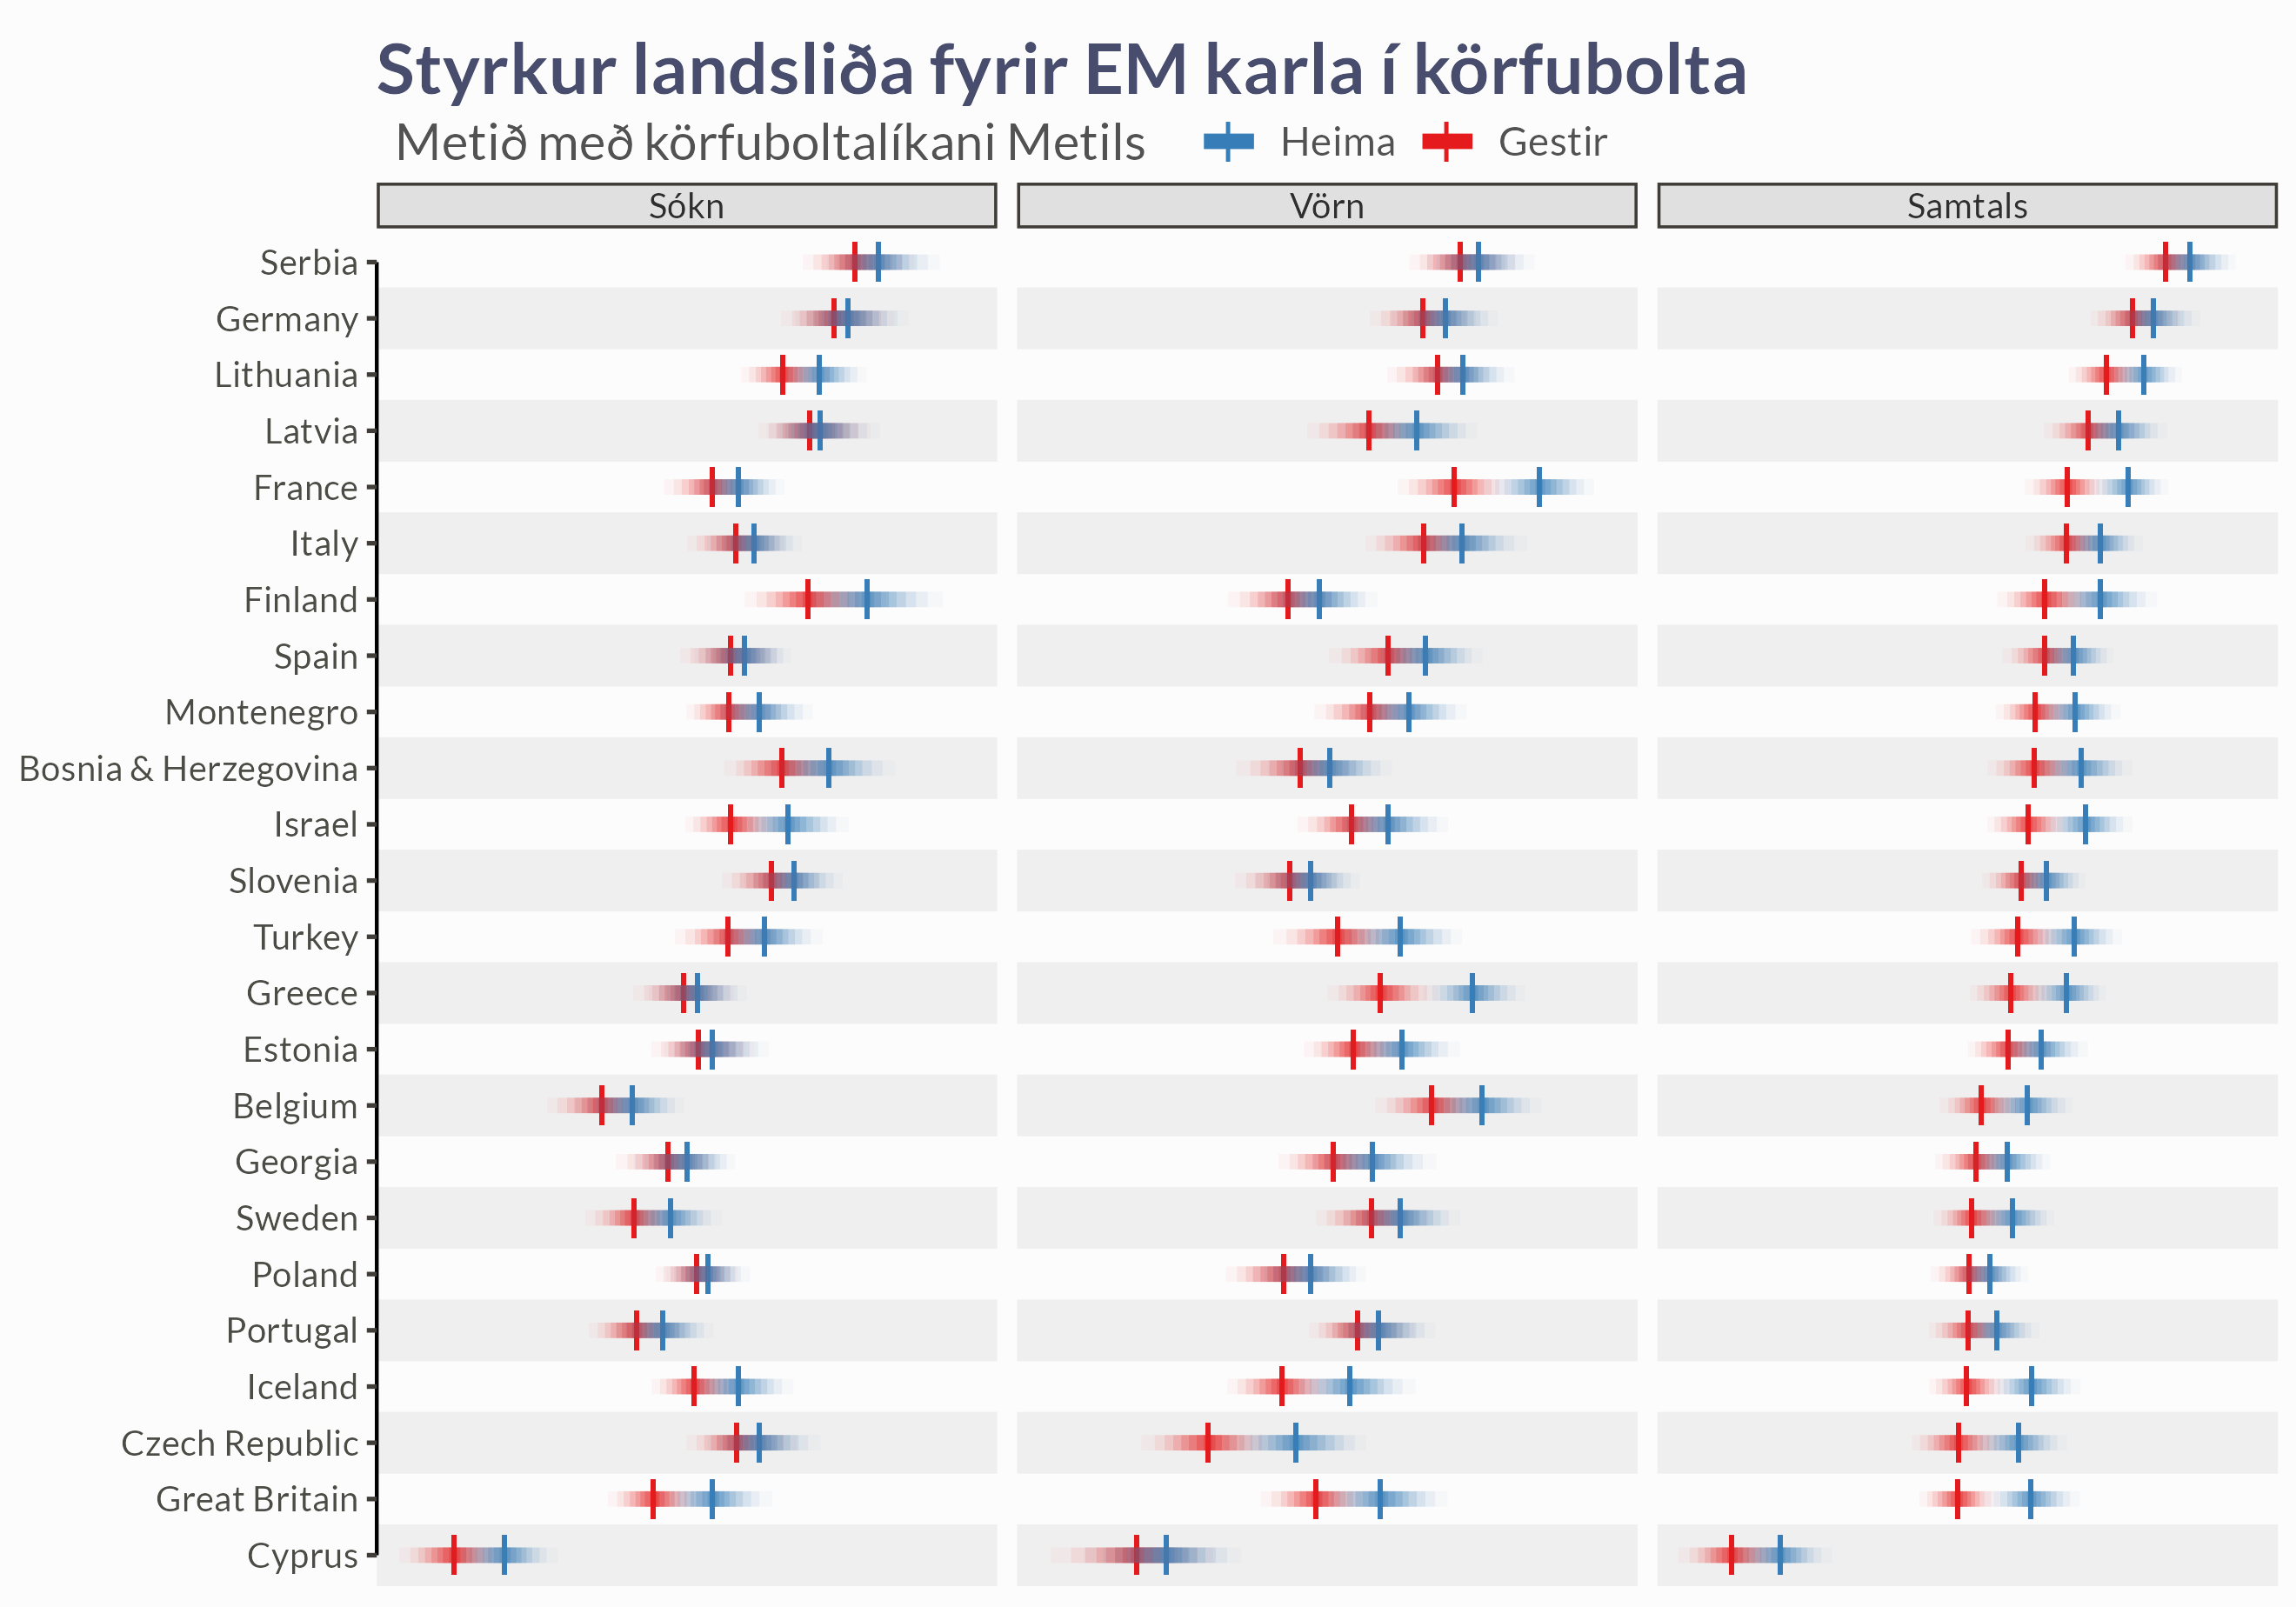 Styrkur landsliða fyrir EM karla í körfubolta
Metið með körfuboltalíkani Metils Heima Gestir
Sókn Vörn Samtals
Serbia
Germany
Lithuania
Latvia
France
Italy
Finland
Spain
Montenegro
Bosnia & Herzegovina
Israel
Slovenia
Turkey
Greece
Estonia
Belgium
Georgia
Sweden
Poland
Portugal
Iceland
Czech Republic
Great Britain
Cyprus